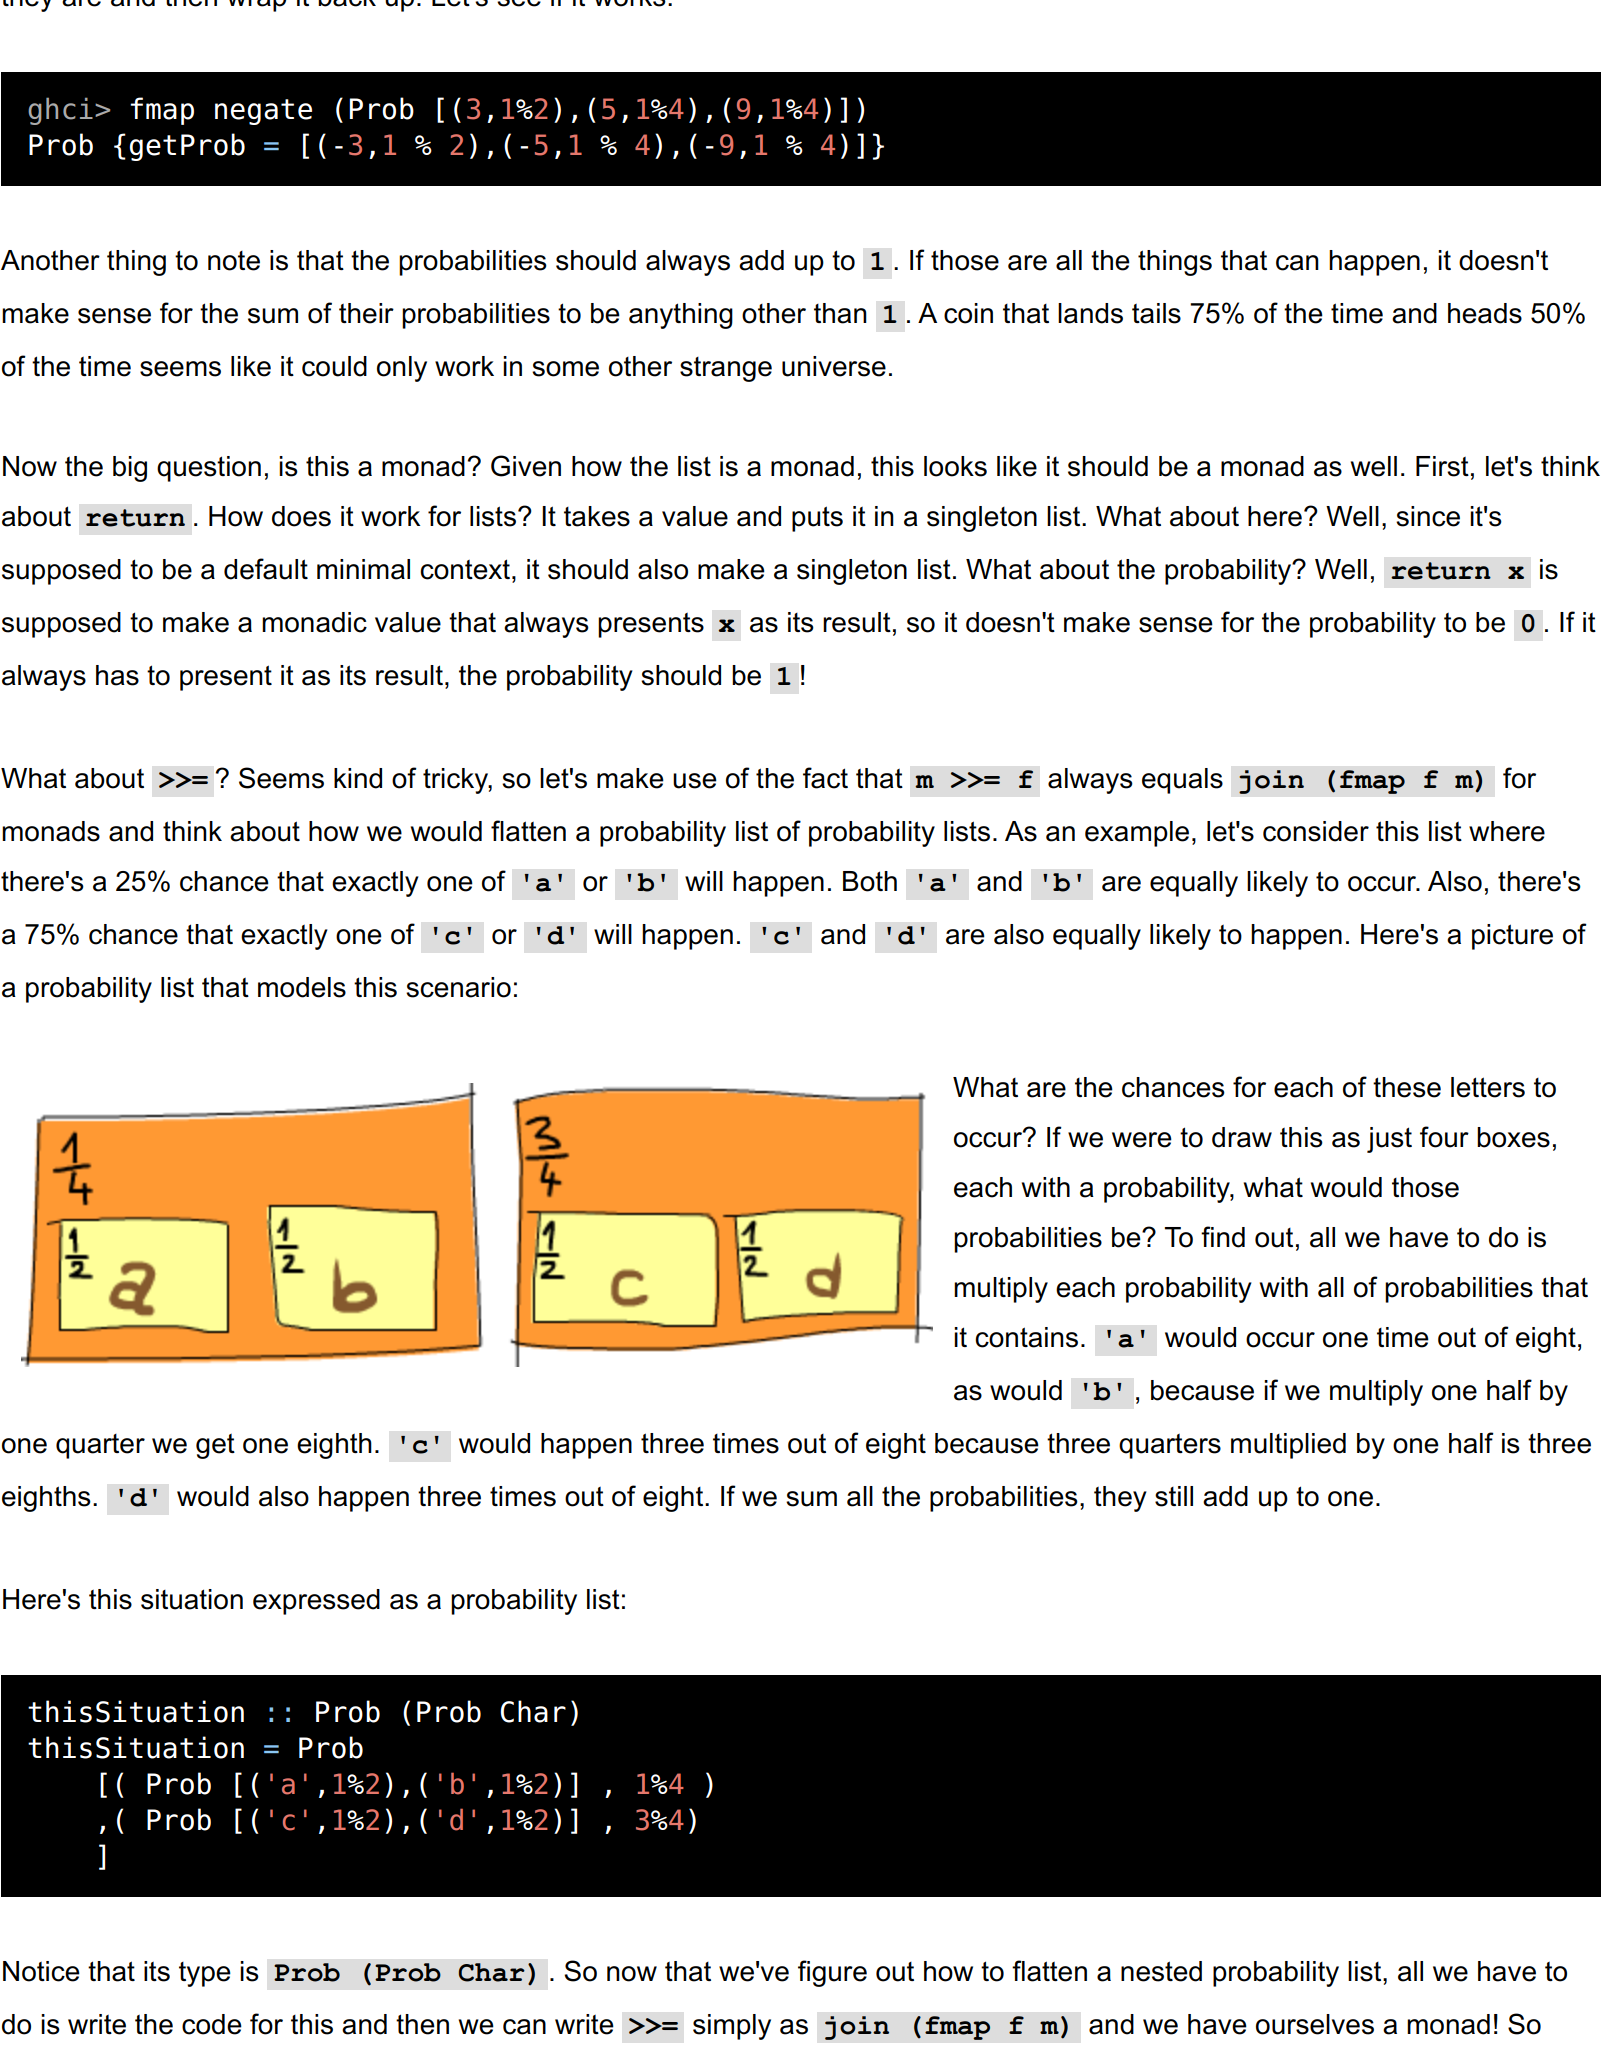 they are and then wrap it back up. Let's see if it works:
ghci> fmap negate (Prob [(3,1%2),(5,1%4),(9,1%4)])
Prob {getProb = [(-3,1 % 2),(-5,1 % 4),(-9,1 % 4)]}
Another thing to note is that the probabilities should always add up to 1. If those are all the things that can happen, it doesn't
make sense for the sum of their probabilities to be anything other than 1. A coin that lands tails 75% of the time and heads 50%
of the time seems like it could only work in some other strange universe.
Now the big question, is this a monad? Given how the list is a monad, this looks like it should be a monad as well. First, let's think
about return. How does it work for lists? It takes a value and puts it in a singleton list. What about here? Well, since it's
supposed to be a default minimal context, it should also make a singleton list. What about the probability? Well, return x is
supposed to make a monadic value that always presents x as its result, so it doesn't make sense for the probability to be 0. If it
always has to present it as its result, the probability should be 1!
What about >>=? Seems kind of tricky, so let's make use of the fact that m >>= f always equals join (fmap f m) for
monads and think about how we would flatten a probability list of probability lists. As an example, let's consider this list where
there's a 25% chance that exactly one of 'a' or 'b' will happen. Both 'a' and 'b' are equally likely to occur. Also, there's
a 75% chance that exactly one of 'c' or 'd' will happen. 'c' and 'd' are also equally likely to happen. Here's a picture of
a probability list that models this scenario:
1/4
1/2 a
1/2 b
3/4
1/2 c
1/2 d
What are the chances for each of these letters to
occur? If we were to draw this as just four boxes,
each with a probability, what would those
probabilities be? To find out, all we have to do is
multiply each probability with all of probabilities that
it contains. 'a' would occur one time out of eight,
as would 'b', because if we multiply one half by
one quarter we get one eighth. 'c' would happen three times out of eight because three quarters multiplied by one half is three
eighths. 'd' would also happen three times out of eight. If we sum all the probabilities, they still add up to one.
Here's this situation expressed as a probability list:
thisSituation :: Prob (Prob Char)
thisSituation = Prob
    [( Prob [('a',1%2),('b',1%2)] , 1%4 )
    ,( Prob [('c',1%2),('d',1%2)] , 3%4)
    ]
Notice that its type is Prob (Prob Char). So now that we've figure out how to flatten a nested probability list, all we have to
do is write the code for this and then we can write >>= simply as join (fmap f m) and we have ourselves a monad! So